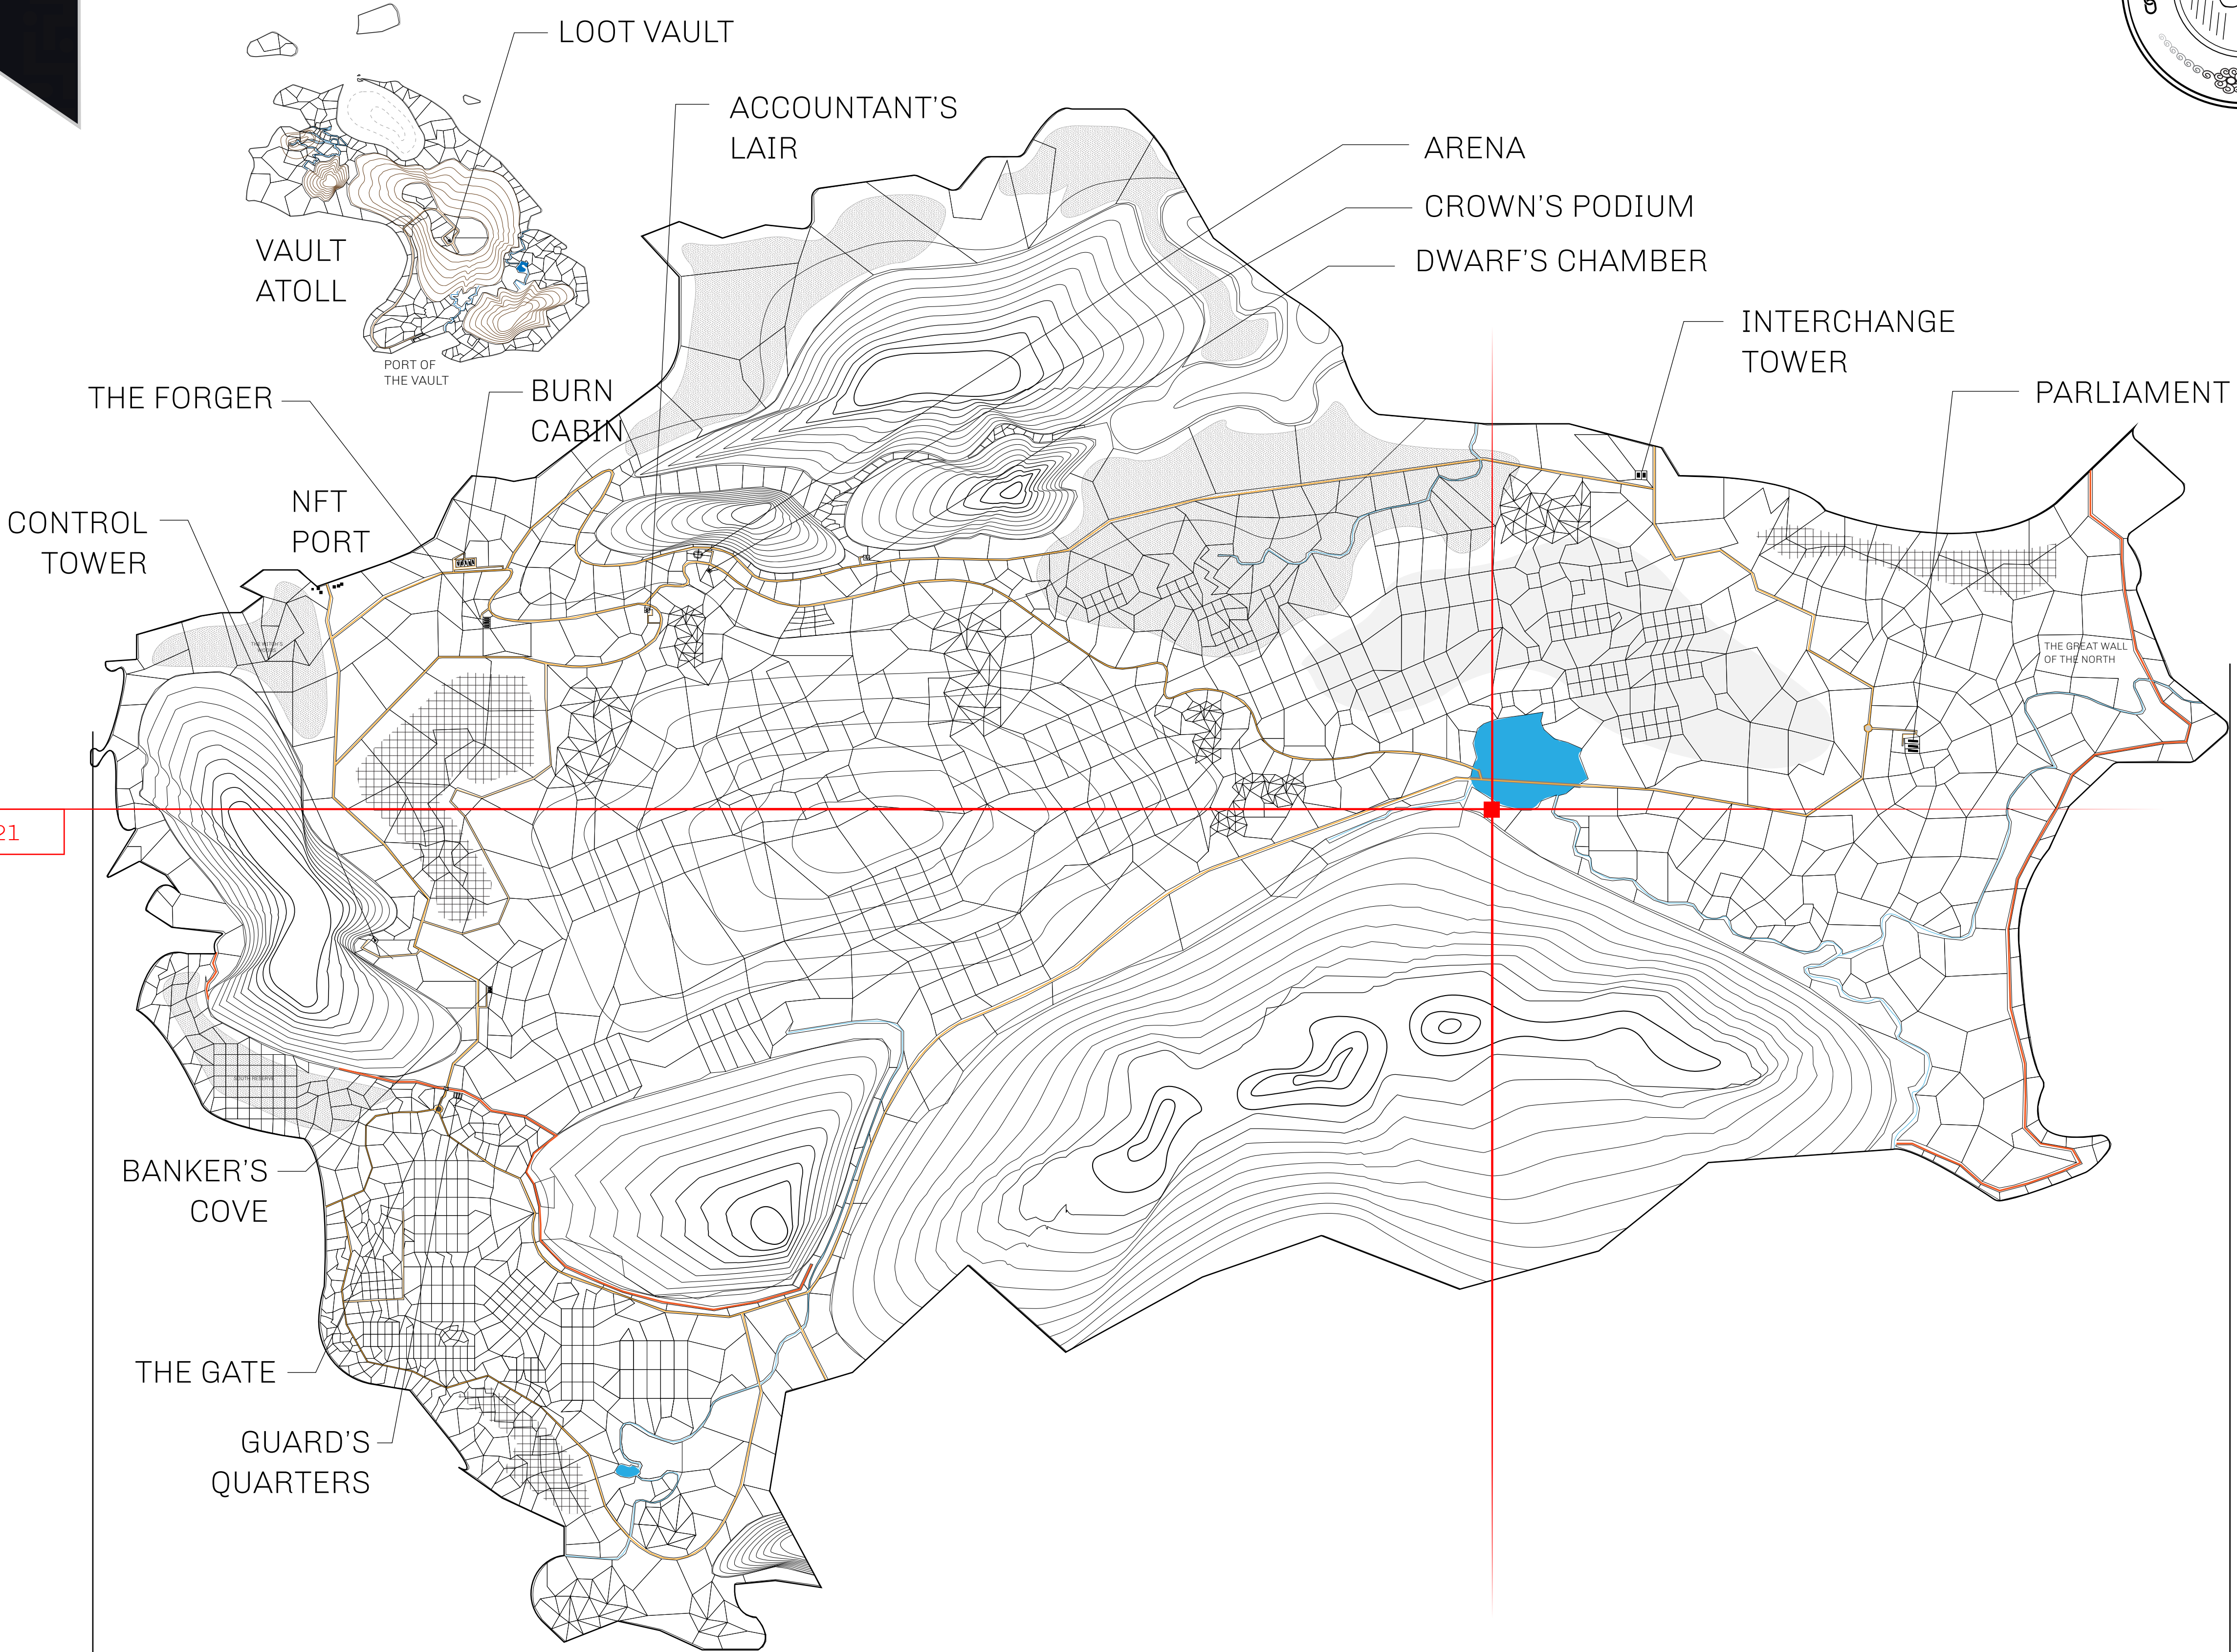 LOOT VAULT
ACCOUNTANT'S
LAIR
ARENA
CROWN'S PODIUM
DWARF'S CHAMBER
VAULT
ATOLL
INTERCHANGE
TOWER
PORT OF
THE VAULT
THE FORGER
BURN
CABIN
PARLIAMENT
NFT
PORT
CONTROL
TOWER
THE GREAT WALL
OF THE NORTH
21
SOUTH RESERVE
BANKER'S
COVE
THE GATE
GUARD'S
QUARTERS